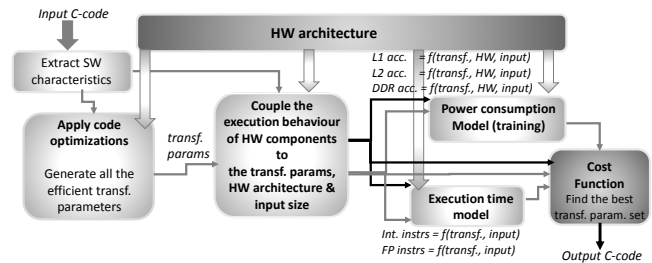 Input C-code
HW architecture
Extract SW
characteristics
L1 acc. = f(transf., HW, input)
L2 acc. = f(transf., HW, input)
DDR acc. = f(transf., HW, input)
Apply code
optimizations
Generate all the
efficient transf.
parameters
transf.
params
Couple the
execution behaviour
of HW components
to
the transf. params,
HW architecture &
input size
Power consumption
Model (training)
Execution time
model
Int. instrs = f(transf., input)
FP instrs = f(transf., input)
Cost
Function
Find the best
transf. param. set
Output C-code